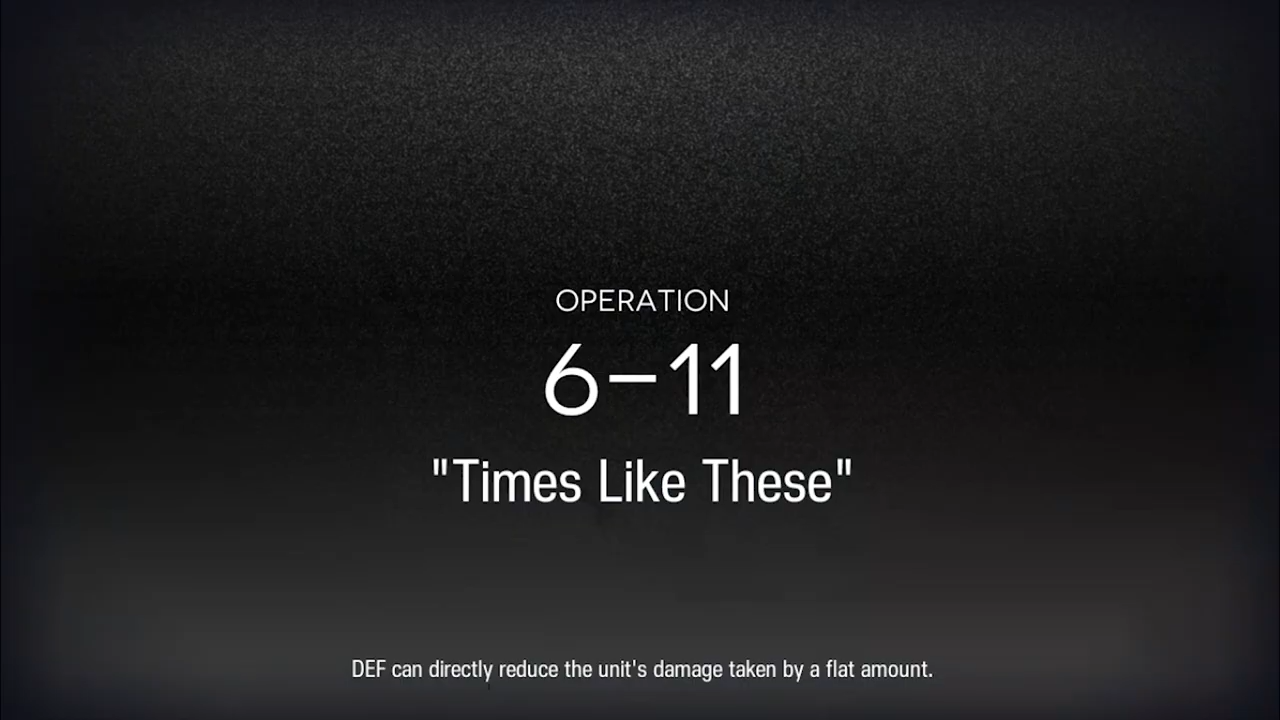 OPERATION
6-11
"Times Like These"
DEF can directly reduce the unit's damage taken by a flat amount.